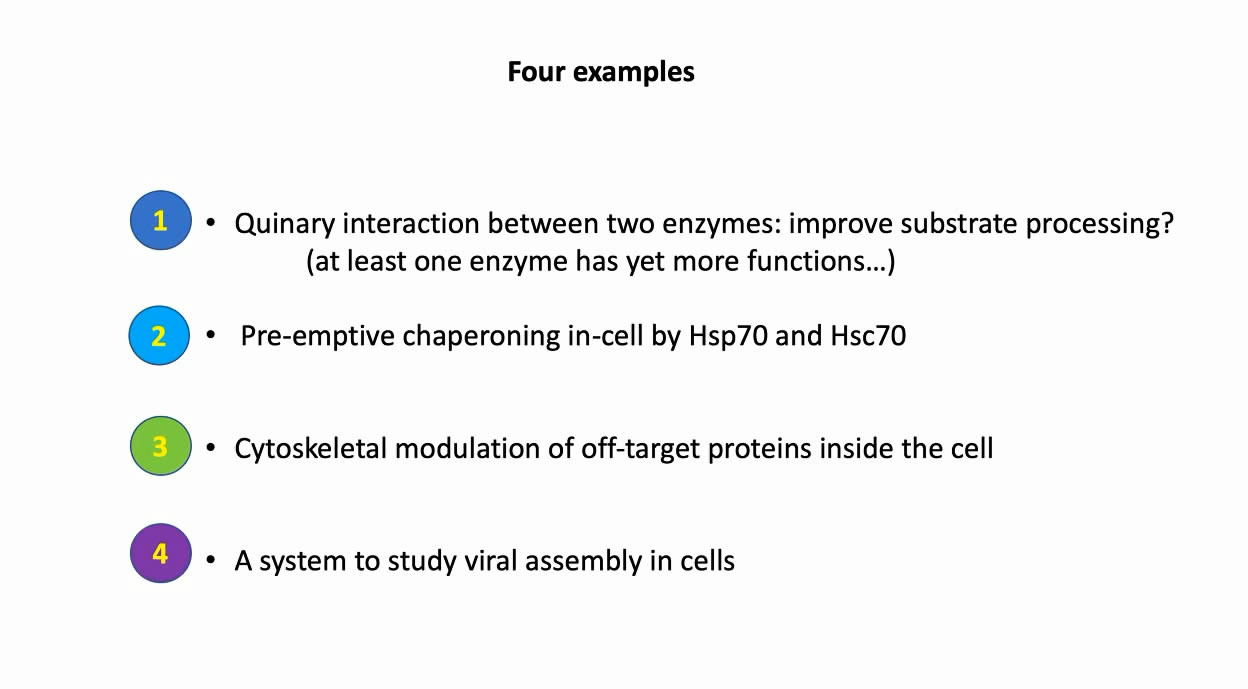 Four examples
1 • Quinary interaction between two enzymes: improve substrate processing?
(at least one enzyme has yet more functions...)
2 • Pre-emptive chaperoning in-cell by Hsp70 and Hsc70
3 • Cytoskeletal modulation of off-target proteins inside the cell
4 • A system to study viral assembly in cells